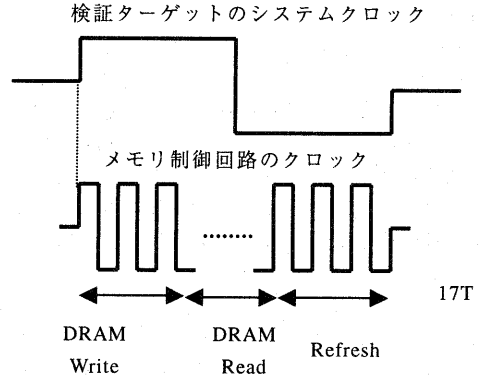 検証ターゲットのシステムクロック
メモリ制御回路のクロック
17T
DRAM
Write
DRAM
Read
Refresh